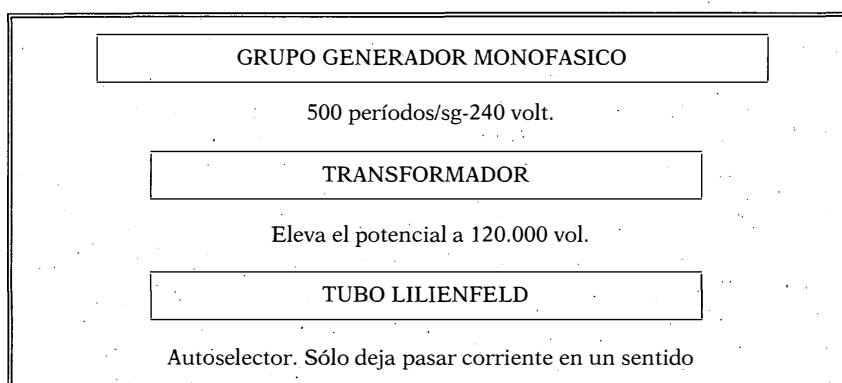 GRUPO GENERADOR MONOFASICO
500 períodos/sg-240 volt.
TRANSFORMADOR
Eleva el potencial a 120.000 vol.
TUBO LILIENFELD
Autoselector. Sólo deja pasar corriente en un sentido